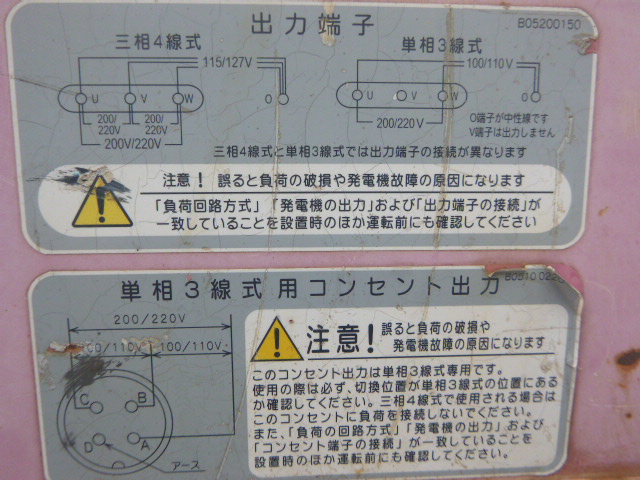 出力端子
B05200150
三相4線式
単相3線式
115/127V
100/110V
U V W O
U V W O
200/220V 200/220V
200V/220V
200/220V
O端子が中性線です
V端子は出力しません
三相4線式と単相3線式では出力端子の接続が異なります
注意! 誤ると負荷の破損や発電機故障の原因になります
「負荷回路方式」「発電機の出力」および「出力端子の接続」が
一致していることを設置時のほか運転前にも確認してください
単相3線式用コンセント出力
200/220V
100/110V
C B
D A
アース
注意! 誤ると負荷の破損や
発電機故障の原因になります
このコンセント出力は単相3線式専用です。
使用の際は必ず、切換位置が単相3線式の位置にある
か確認してください。三相4線式で使用される場合は
このコンセントに負荷を接続しないでください。
また、「負荷の回路方式」「発電機の出力」および
「コンセント端子の接続」が一致していることを
設置時のほか運転前にも確認してください。